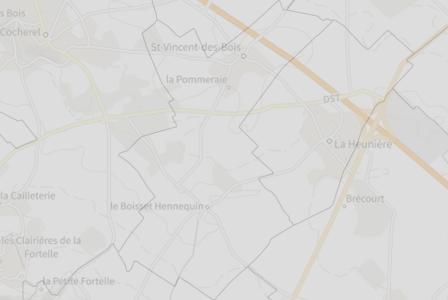 s Bois
Cocherel
St-Vincent-des-Bois
la Pommeraie
D57
La Heunière
la Cailleterie
le Boisset Hennequin
Brécourt
les Clairières de la
Fortelle
la Petite Fortelle